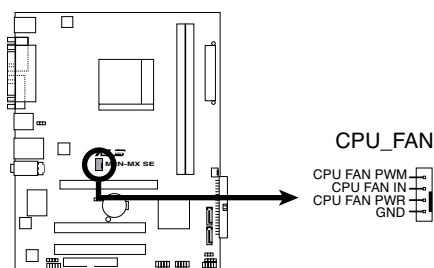 M2N-MX SE
CPU_FAN
CPU FAN PWM
CPU FAN IN
CPU FAN PWR
GND